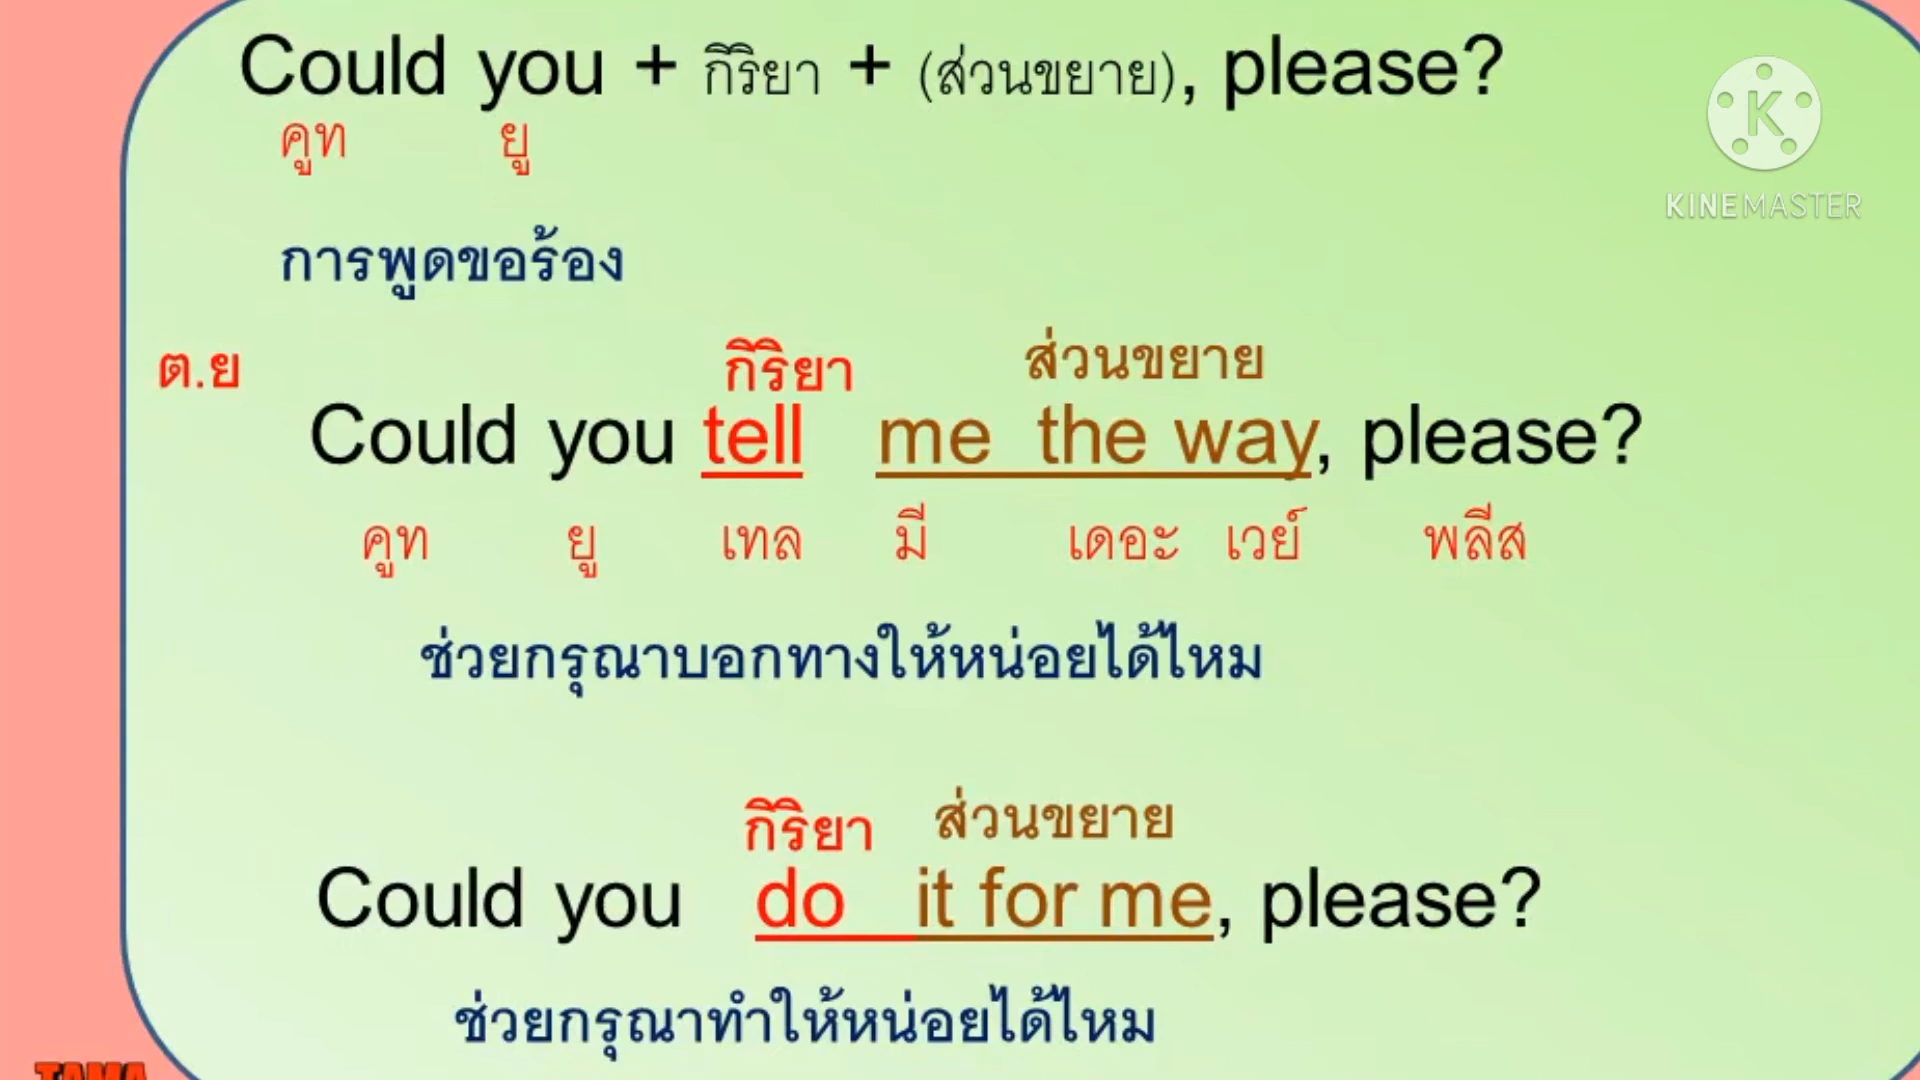 Could you + กิริยา + (ส่วนขยาย), please?
คูท ยู
KINEMASTER
การพูดขอร้อง
ต.ย กิริยา ส่วนขยาย
Could you tell me the way, please?
คูท ยู เทล มี เดอะ เวย์ พลีส
ช่วยกรุณาบอกทางให้หน่อยได้ไหม
กิริยา ส่วนขยาย
Could you do it for me, please?
ช่วยกรุณาทำให้หน่อยได้ไหม